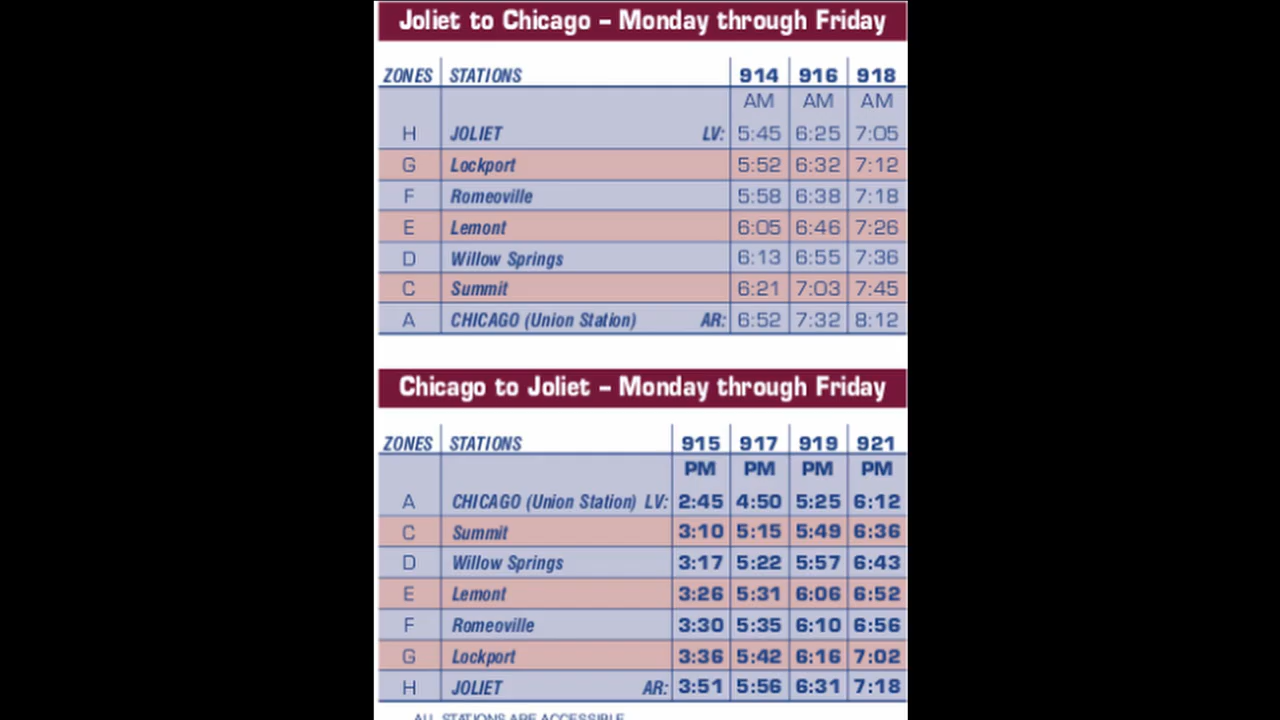 Joliet to Chicago – Monday through Friday
ZONES STATIONS 914 916 918
AM AM AM
H JOLIET LV: 5:45 6:25 7:05
G Lockport 5:52 6:32 7:12
F Romeoville 5:58 6:38 7:18
E Lemont 6:05 6:46 7:26
D Willow Springs 6:13 6:55 7:36
C Summit 6:21 7:03 7:45
A CHICAGO (Union Station) AR: 6:52 7:32 8:12
Chicago to Joliet – Monday through Friday
ZONES STATIONS 915 917 919 921
PM PM PM PM
A CHICAGO (Union Station) LV: 2:45 4:50 5:25 6:12
C Summit 3:10 5:15 5:49 6:36
D Willow Springs 3:17 5:22 5:57 6:43
E Lemont 3:26 5:31 6:06 6:52
F Romeoville 3:30 5:35 6:10 6:56
G Lockport 3:36 5:42 6:16 7:02
H JOLIET AR: 3:51 5:56 6:31 7:18
ALL STATIONS ARE ACCESSIBLE